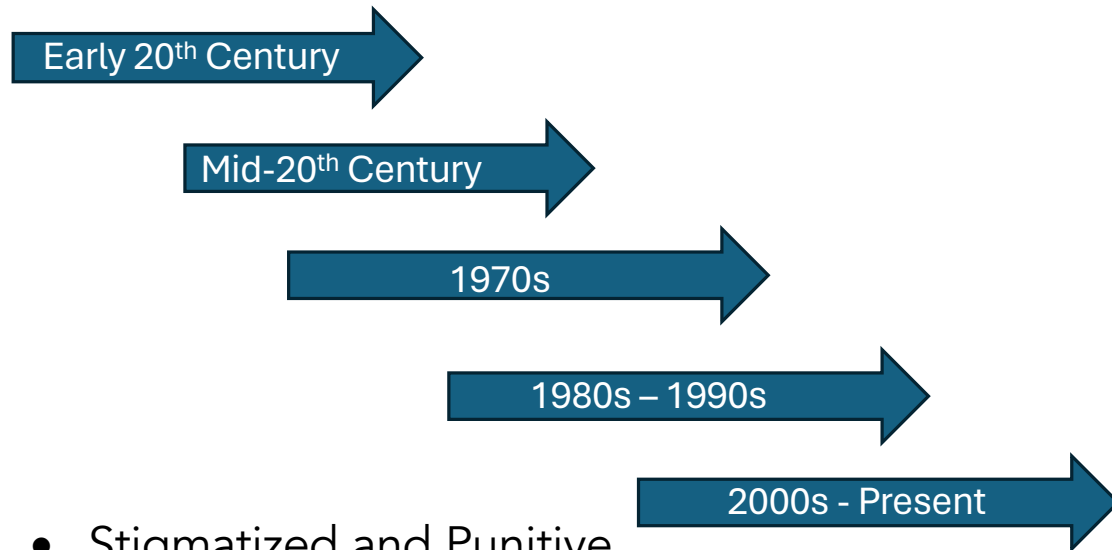 Early 20th Century
Mid-20th Century
1970s
1980s – 1990s
2000s - Present
• Stigmatized and Punitive